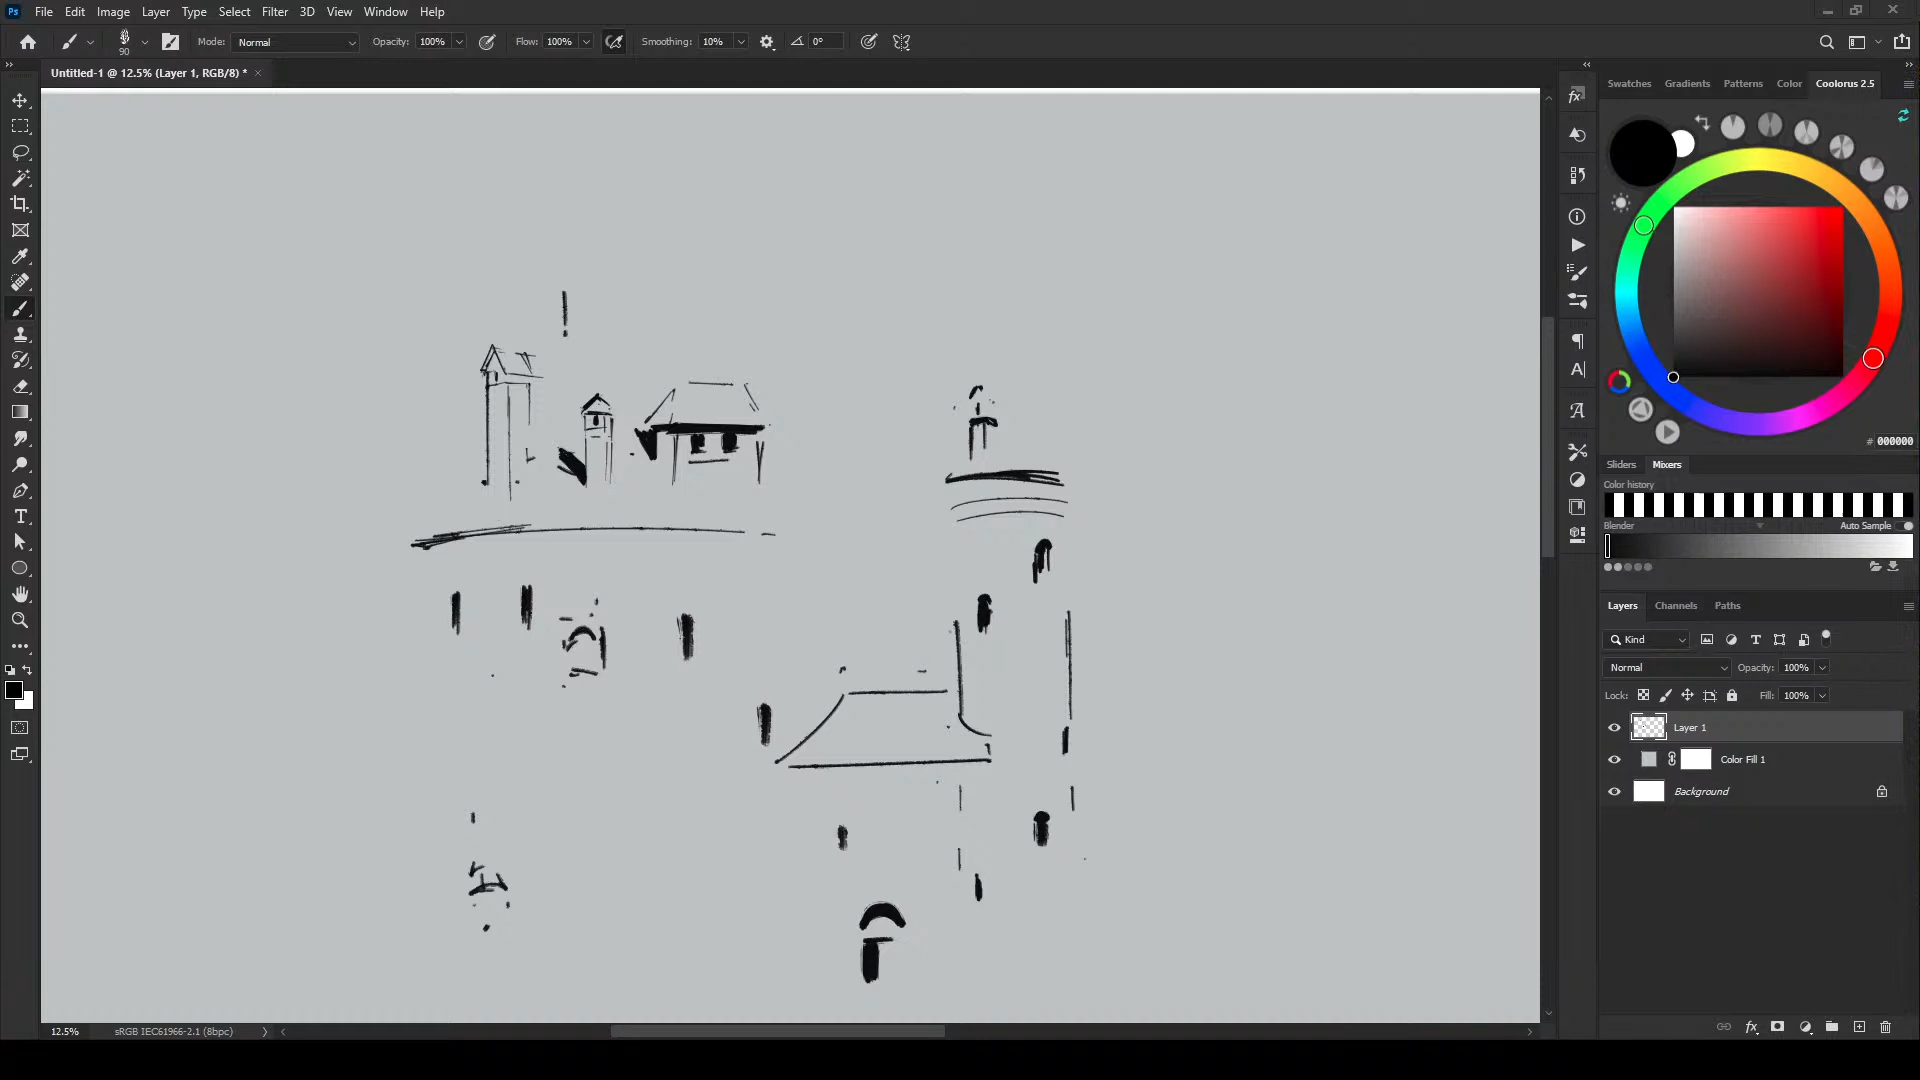 Ps File Edit Image Layer Type Select Filter 3D View Window Help
90 Mode: Normal Opacity: 100% Flow: 100% Smoothing: 10% 0°
Untitled-1 @ 12.5% (Layer 1, RGB/8) * ×
Swatches Gradients Patterns Color Coolorus 2.5
# 000000
Sliders Mixers
Color history
Blender Auto Sample
Layers Channels Paths
Kind
Normal Opacity: 100%
Lock: Fill: 100%
Layer 1
Color Fill 1
Background
12.5% sRGB IEC61966-2.1 (8bpc)